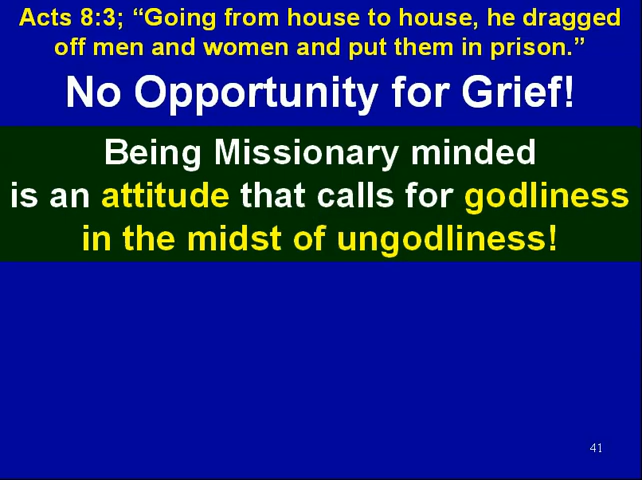 Acts 8:3; “Going from house to house, he dragged
off men and women and put them in prison.”
No Opportunity for Grief!
Being Missionary minded
is an attitude that calls for godliness
in the midst of ungodliness!
41